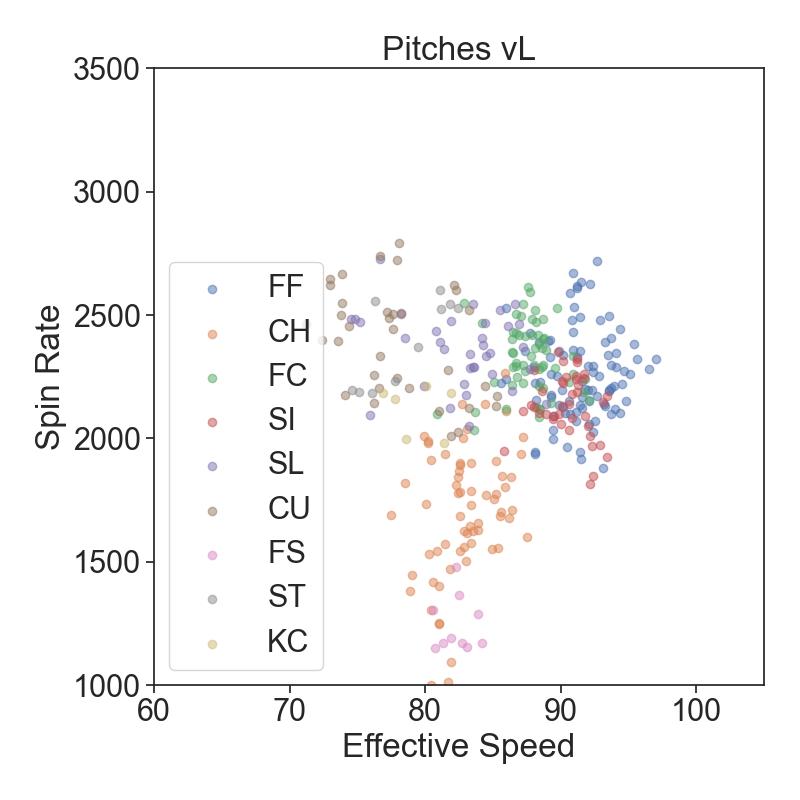 Pitches vL
3500
3000
2500
2000
1500
1000
Spin Rate
FF
CH
FC
SI
SL
CU
FS
ST
KC
60 70 80 90 100
Effective Speed